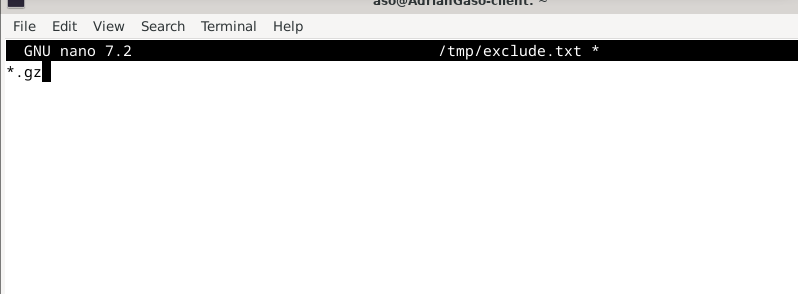 aso@AdrianGaso-client: ~
File Edit View Search Terminal Help
GNU nano 7.2 /tmp/exclude.txt *
*.gz